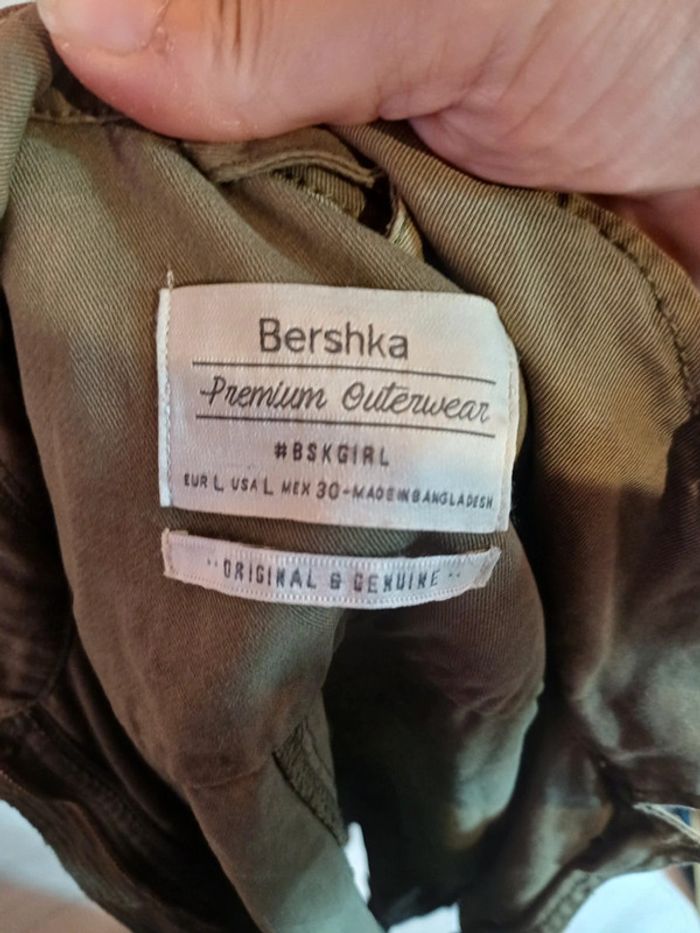 Bershka
Premium Outerwear
#BSKGIRL
EUR L USA L MEX 30-MADE IN BANGLADESH
"ORIGINAL & GENUINE"